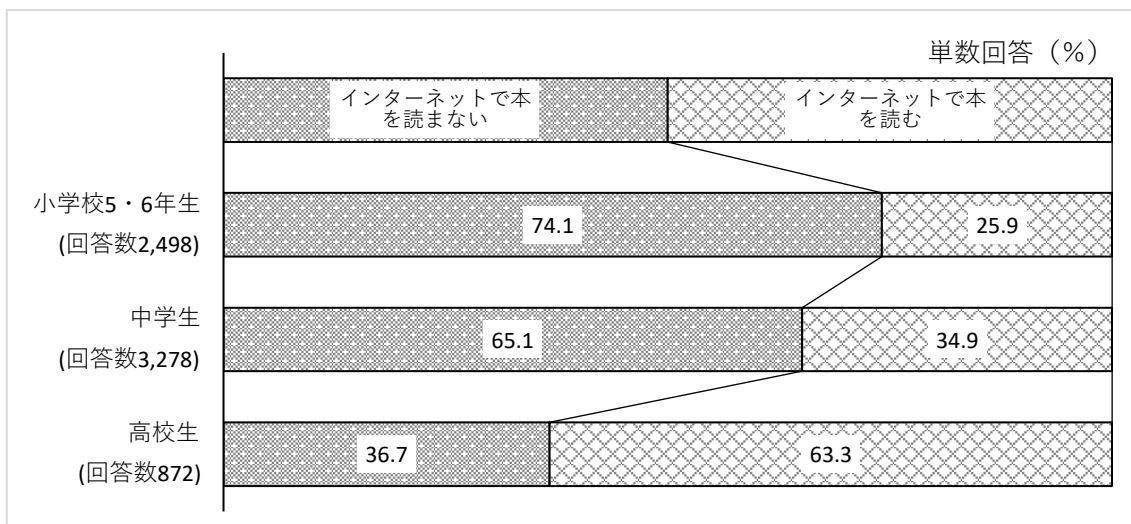 単数回答（%）
インターネットで本
を読まない
インターネットで本
を読む
小学校5・6年生
(回答数2,498)
74.1
25.9
中学生
(回答数3,278)
65.1
34.9
高校生
(回答数872)
36.7
63.3